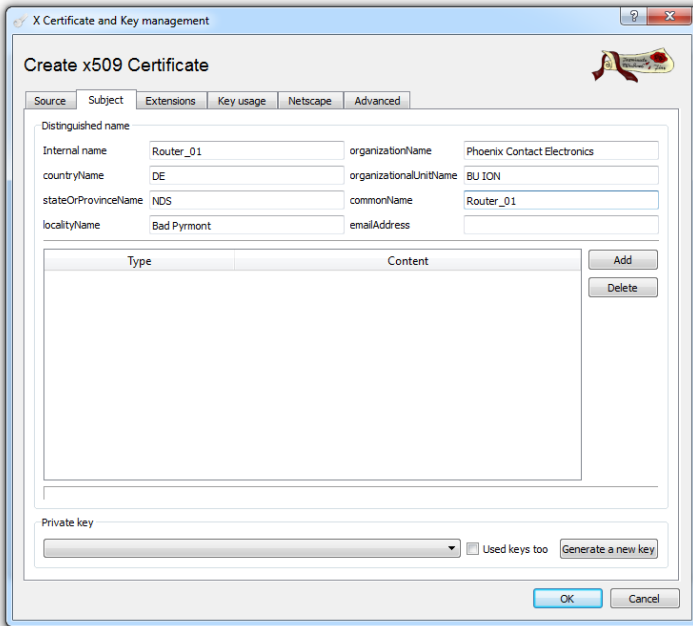 X Certificate and Key management
Create x509 Certificate
Source Subject Extensions Key usage Netscape Advanced
Distinguished name
Internal name Router_01 organizationName Phoenix Contact Electronics
countryName DE organizationalUnitName BU ION
stateOrProvinceName NDS commonName Router_01
localityName Bad Pyrmont emailAddress
Type Content Add
Delete
Private key
Used keys too Generate a new key
OK Cancel